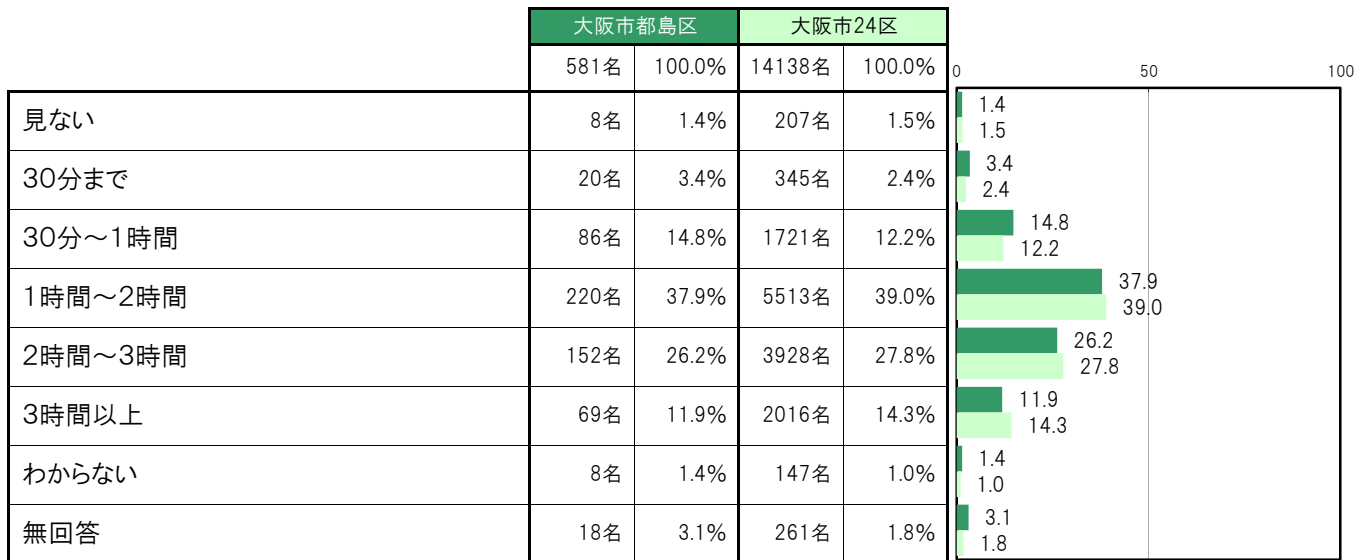 大阪市都島区 大阪市24区
581名 100.0% 14138名 100.0% 0 50 100
見ない 8名 1.4% 207名 1.5% 1.4
1.5
30分まで 20名 3.4% 345名 2.4% 3.4
2.4
30分～1時間 86名 14.8% 1721名 12.2% 14.8
12.2
1時間～2時間 220名 37.9% 5513名 39.0% 37.9
39.0
2時間～3時間 152名 26.2% 3928名 27.8% 26.2
27.8
3時間以上 69名 11.9% 2016名 14.3% 11.9
14.3
わからない 8名 1.4% 147名 1.0% 1.4
1.0
無回答 18名 3.1% 261名 1.8% 3.1
1.8